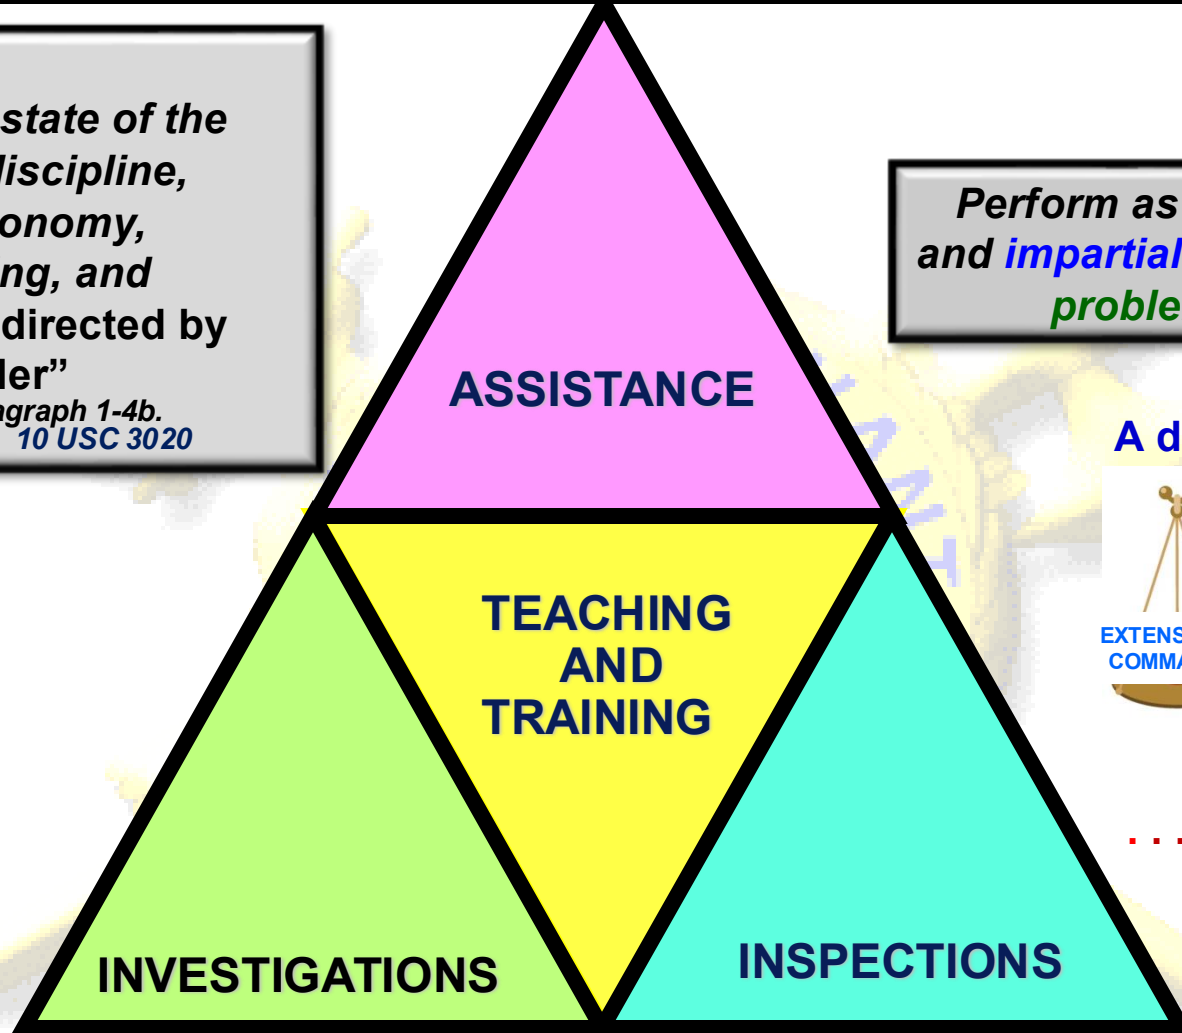 state of the
discipline,
onomy,
ng, and
directed by
der”
agraph 1-4b.
10 USC 3020
Perform as
and impartial
proble
ASSISTANCE
A d
TEACHING
AND
TRAINING
EXTENS
COMMA
. . .
INVESTIGATIONS
INSPECTIONS